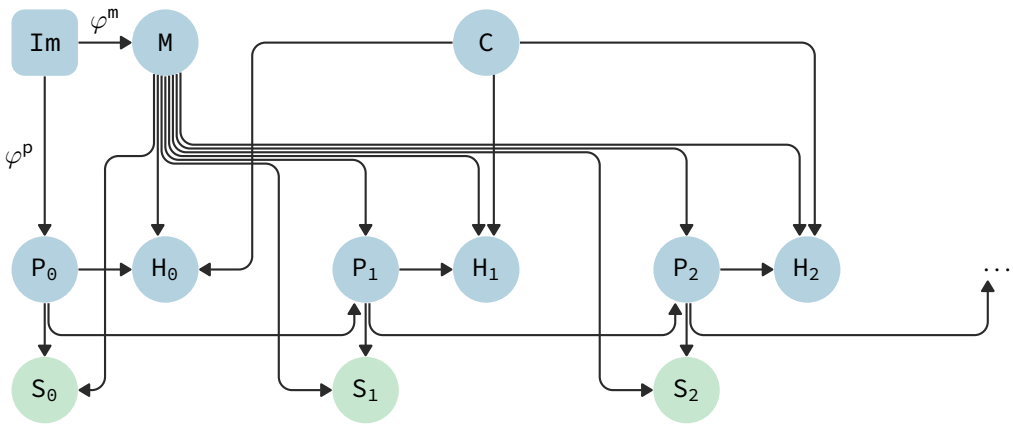 φᵐ
Im M C
φᵖ
P₀ H₀ P₁ H₁ P₂ H₂ ...
S₀ S₁ S₂